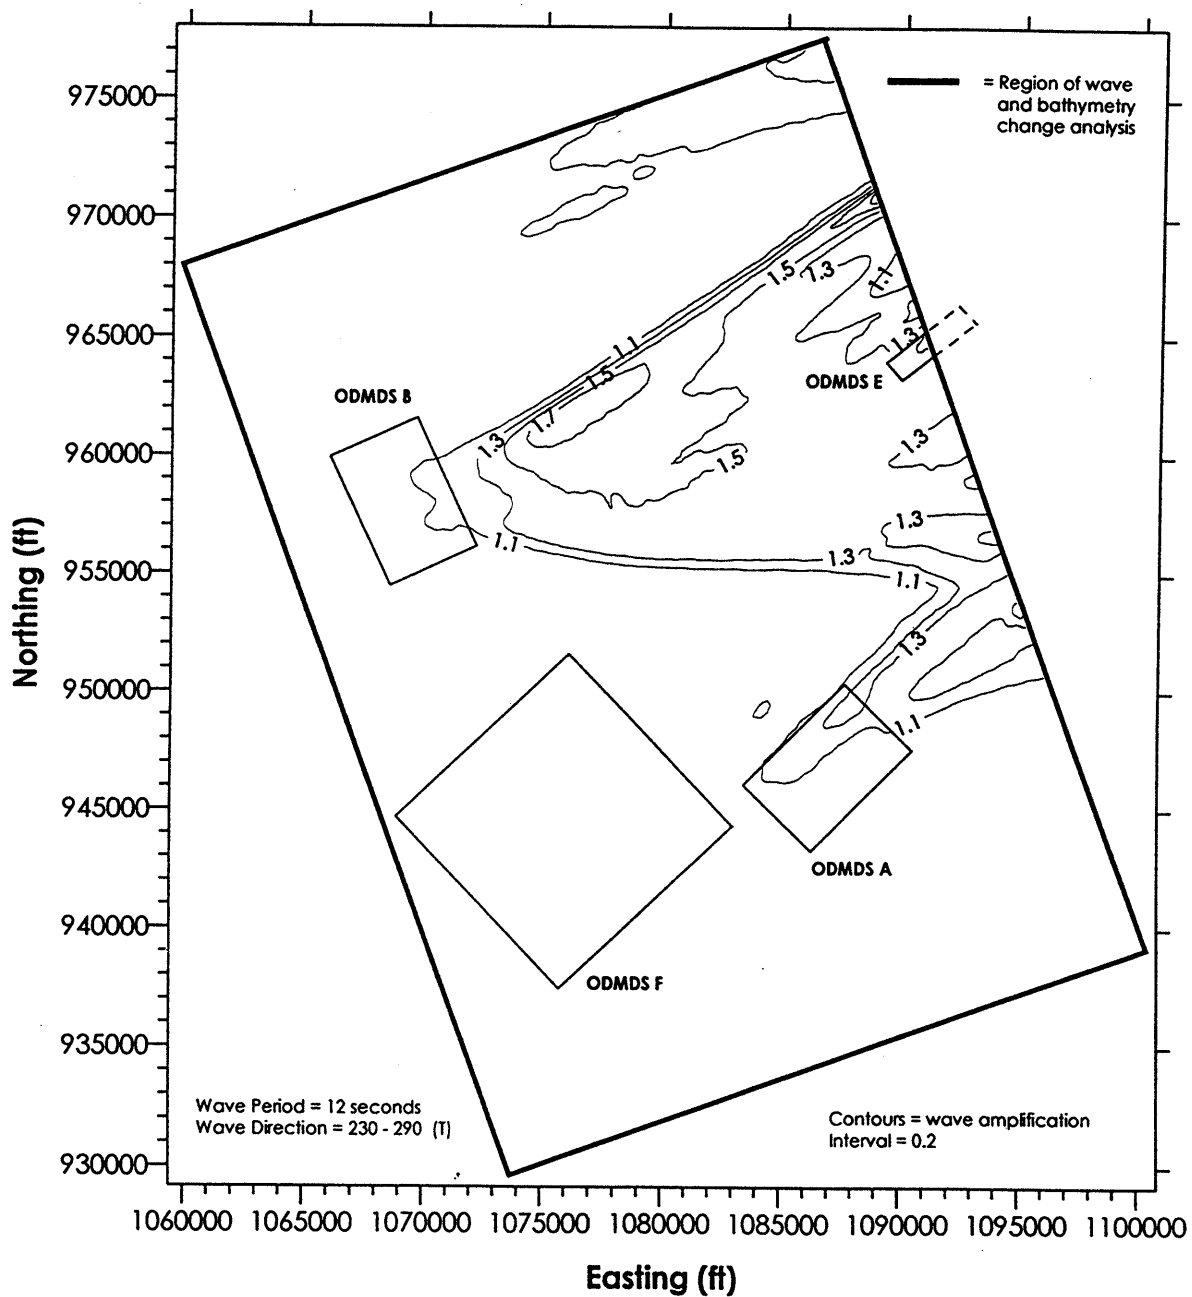 = Region of wave
and bathymetry
change analysis
975000
970000
965000
960000
955000
950000
945000
940000
935000
930000
Northing (ft)
1.5
1.3
1.1
1.1
1.3
ODMDS E
1.5
ODMDS B
1.7
1.3
1.3
1.5
1.3
1.1
1.3
1.1
1.3
1.1
ODMDS A
ODMDS F
Wave Period = 12 seconds
Wave Direction = 230 - 290 (T)
Contours = wave amplification
Interval = 0.2
1060000
1065000
1070000
1075000
1080000
1085000
1090000
1095000
1100000
Easting (ft)